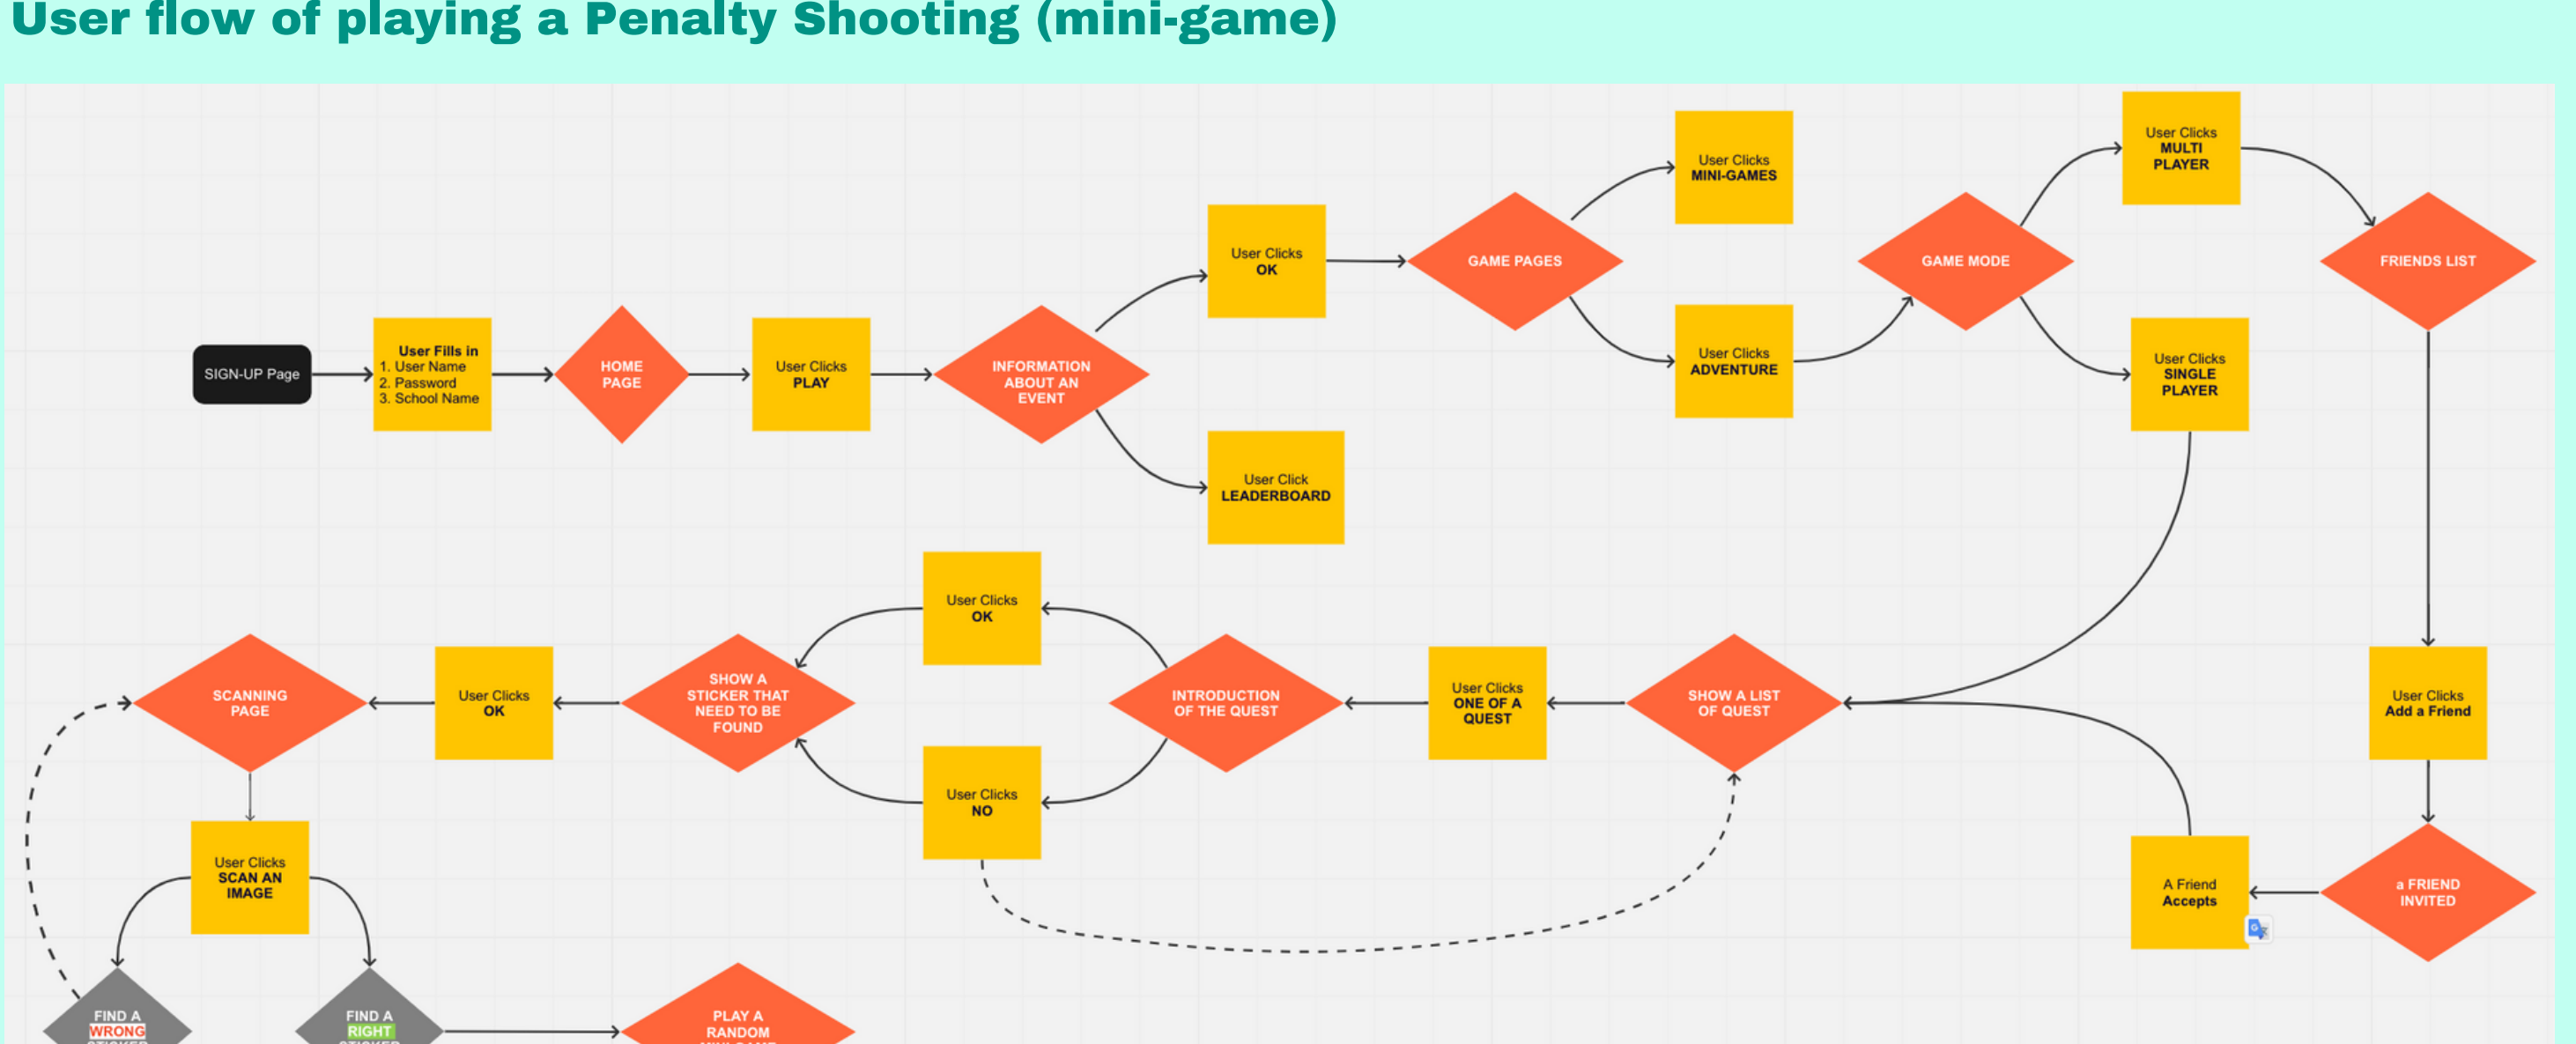 User flow of playing a Penalty Shooting (mini-game)
User Clicks
MULTI
PLAYER
User Clicks
MINI-GAMES
User Clicks
OK
GAME PAGES
GAME MODE
FRIENDS LIST
SIGN-UP Page
User Fills in
1. User Name
2. Password
3. School Name
HOME
PAGE
User Clicks
PLAY
INFORMATION
ABOUT AN
EVENT
User Clicks
ADVENTURE
User Clicks
SINGLE
PLAYER
User Click
LEADERBOARD
User Clicks
OK
SCANNING
PAGE
User Clicks
OK
SHOW A
STICKER THAT
NEED TO BE
FOUND
INTRODUCTION
OF THE QUEST
User Clicks
ONE OF A
QUEST
SHOW A LIST
OF QUEST
User Clicks
Add a Friend
User Clicks
NO
User Clicks
SCAN AN
IMAGE
A Friend
Accepts
a FRIEND
INVITED
FIND A
WRONG
STICKER
FIND A
RIGHT
STICKER
PLAY A
RANDOM
MINI-GAME